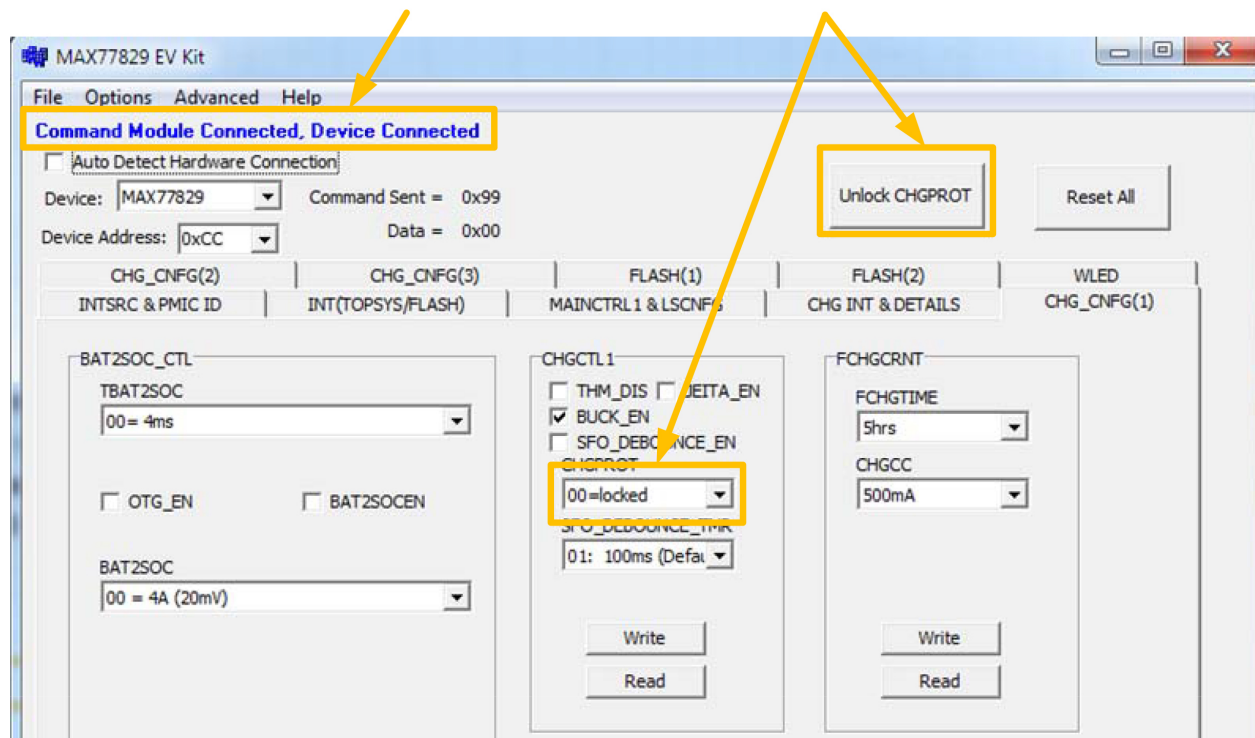 MAX77829 EV Kit
File Options Advanced Help
Command Module Connected, Device Connected
Auto Detect Hardware Connection
Device: MAX77829 Command Sent = 0x99
Device Address: 0xCC Data = 0x00
Unlock CHGPROT Reset All
CHG_CNFG(2) CHG_CNFG(3) FLASH(1) FLASH(2) WLED
INTSRC & PMIC ID INT(TOPSYS/FLASH) MAINCTRL1 & LSCNFG CHG INT & DETAILS CHG_CNFG(1)
BAT2SOC_CTL
TBAT2SOC
00= 4ms
OTG_EN BAT2SOCEN
BAT2SOC
00 = 4A (20mV)
CHGCTL1
THM_DIS JEITA_EN
BUCK_EN
SFO_DEBOUNCE_EN
CHGPROT
00=locked
SFO_DEBOUNCE_TMR
01: 100ms (Defau
Write
Read
FCHGCRNT
FCHGTIME
5hrs
CHGCC
500mA
Write
Read